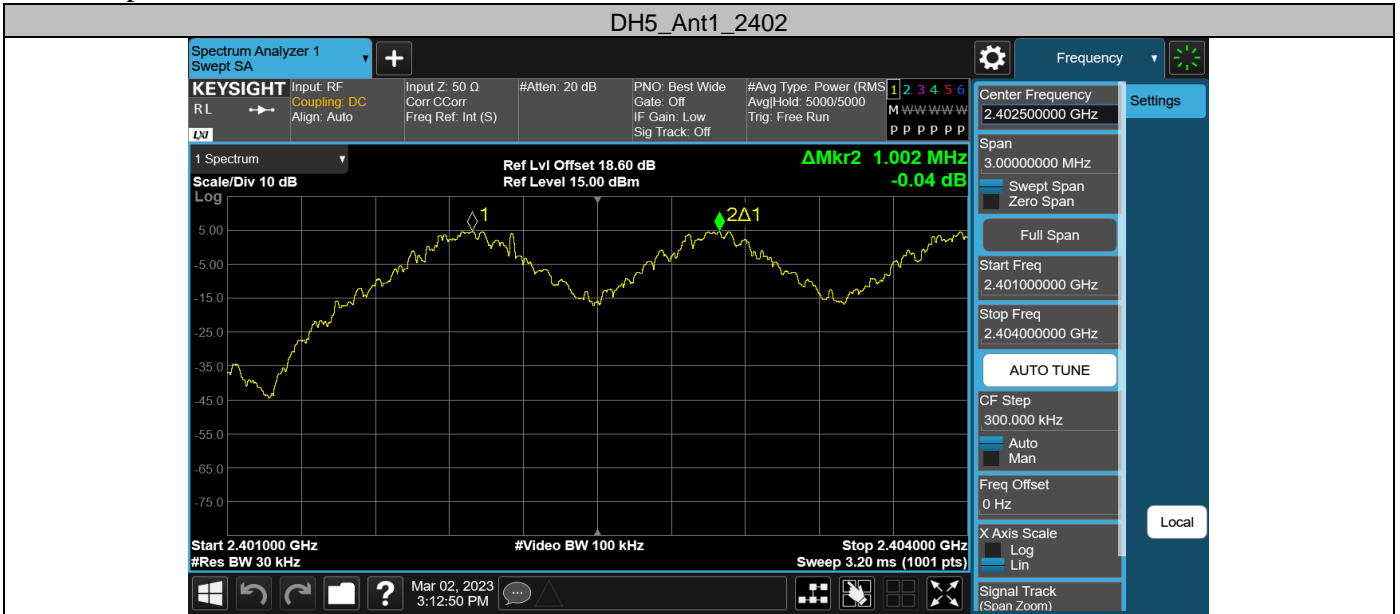 DH5_Ant1_2402
Spectrum Analyzer 1
Swept SA
Frequency
KEYSIGHT
R L
LXI
Input: RF
Coupling: DC
Align: Auto
Input Z: 50 Ω
Corr CCorr
Freq Ref: Int (S)
#Atten: 20 dB
PNO: Best Wide
Gate: Off
IF Gain: Low
Sig Track: Off
#Avg Type: Power (RMS
Avg|Hold: 5000/5000
Trig: Free Run
1 2 3 4 5 6
M W W W W W
P P P P P P
1 Spectrum
Scale/Div 10 dB
Log
Ref Lvl Offset 18.60 dB
Ref Level 15.00 dBm
ΔMkr2 1.002 MHz
-0.04 dB
1
2Δ1
5.00
-5.00
-15.0
-25.0
-35.0
-45.0
-55.0
-65.0
-75.0
Start 2.401000 GHz
#Res BW 30 kHz
#Video BW 100 kHz
Stop 2.404000 GHz
Sweep 3.20 ms (1001 pts)
Mar 02, 2023
3:12:50 PM
Center Frequency
2.402500000 GHz
Span
3.00000000 MHz
Swept Span
Zero Span
Full Span
Start Freq
2.401000000 GHz
Stop Freq
2.404000000 GHz
AUTO TUNE
CF Step
300.000 kHz
Auto
Man
Freq Offset
0 Hz
X Axis Scale
Log
Lin
Signal Track
(Span Zoom)
Settings
Local